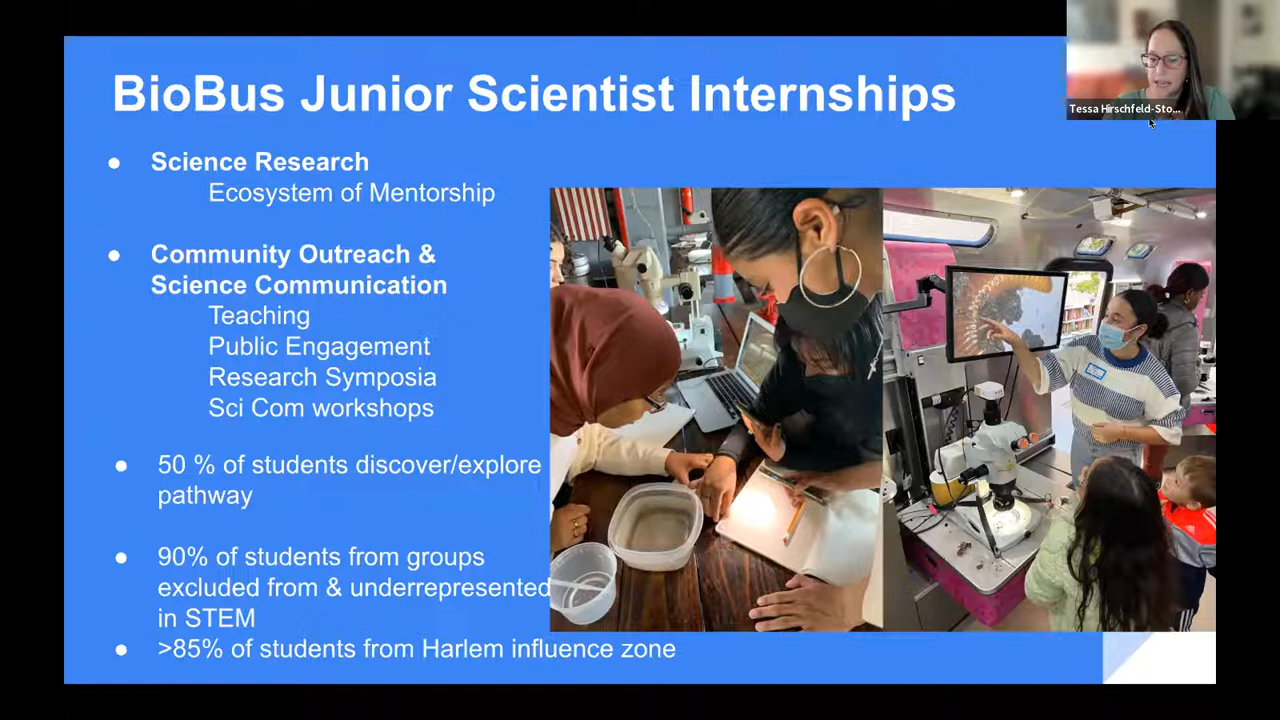 BioBus Junior Scientist Internships
Tessa Hirschfeld-Sto...
● Science Research
Ecosystem of Mentorship
● Community Outreach &
Science Communication
Teaching
Public Engagement
Research Symposia
Sci Com workshops
● 50 % of students discover/explore
pathway
● 90% of students from groups
excluded from & underrepresented
in STEM
● >85% of students from Harlem influence zone